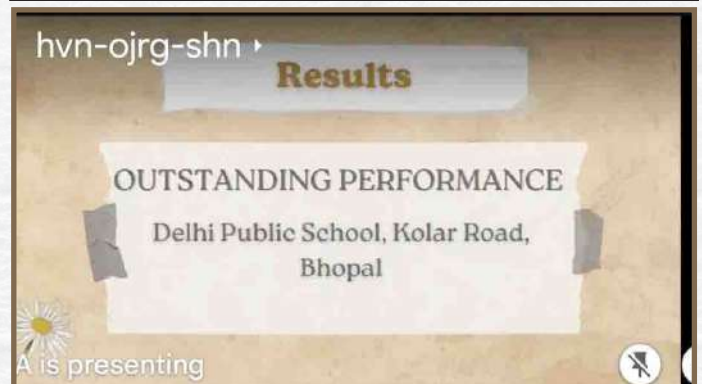 hvn-ojrg-shn
Results
OUTSTANDING PERFORMANCE
Delhi Public School, Kolar Road,
Bhopal
A is presenting